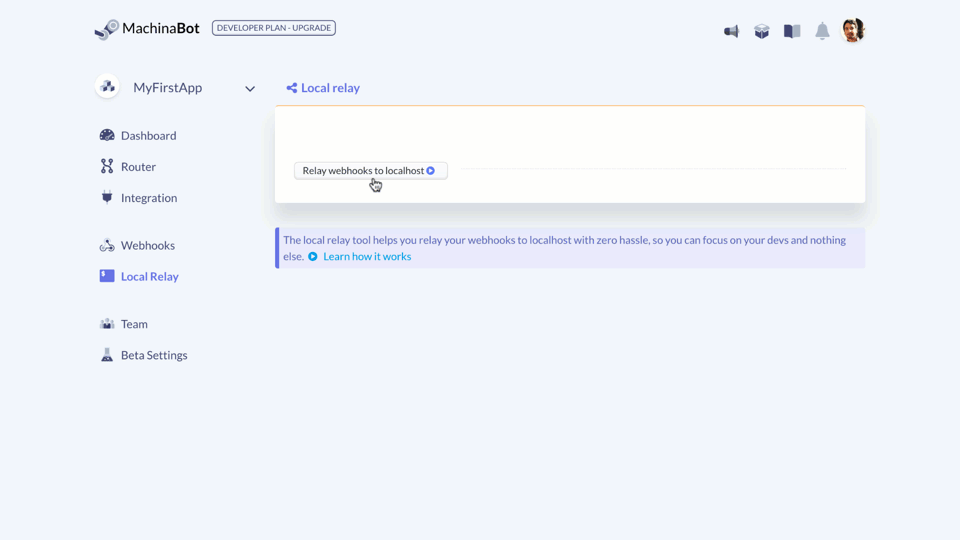 MachinaBot
DEVELOPER PLAN - UPGRADE
MyFirstApp
Local relay
Dashboard
Router
Integration
Webhooks
Local Relay
Team
Beta Settings
Relay webhooks to localhost
The local relay tool helps you relay your webhooks to localhost with zero hassle, so you can focus on your devs and nothing
else. Learn how it works